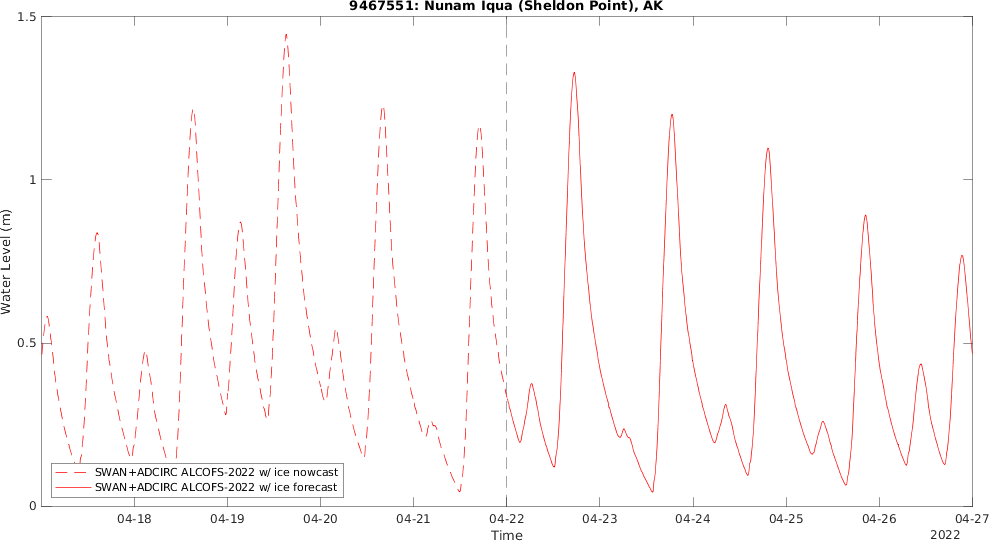 9467551: Nunam Iqua (Sheldon Point), AK
1.5
1
0.5
0
Water Level (m)
SWAN+ADCIRC ALCOFS-2022 w/ ice nowcast
SWAN+ADCIRC ALCOFS-2022 w/ ice forecast
04-18 04-19 04-20 04-21 04-22 04-23 04-24 04-25 04-26 04-27
Time
2022